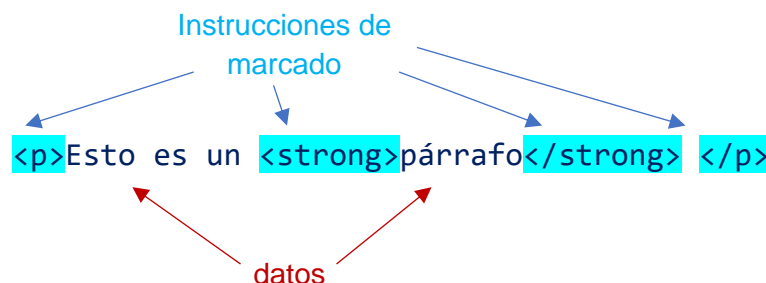 Instrucciones de
marcado
<p>Esto es un <strong>párrafo</strong> </p>
datos